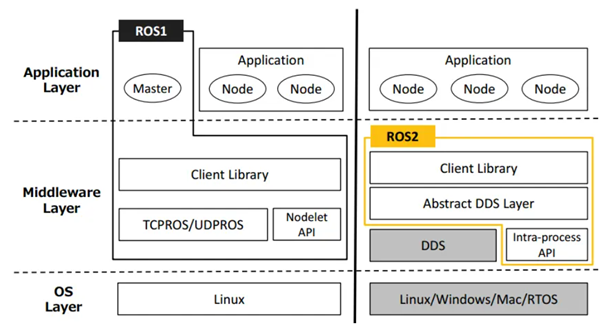 ROS1
Application
Layer
Master
Application
Node
Node
Application
Node
Node
Node
Middleware
Layer
Client Library
TCPROS/UDPROS
Nodelet
API
ROS2
Client Library
Abstract DDS Layer
DDS
Intra-process
API
OS
Layer
Linux
Linux/Windows/Mac/RTOS